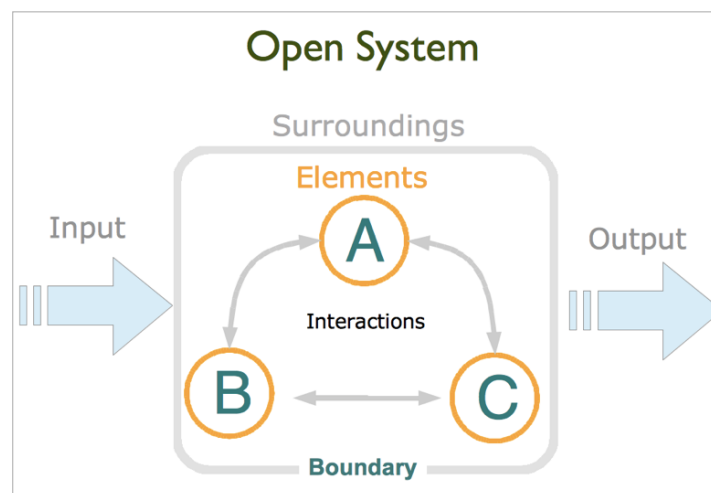 Open System
Surroundings
Elements
Input
A
Output
Interactions
B
C
Boundary